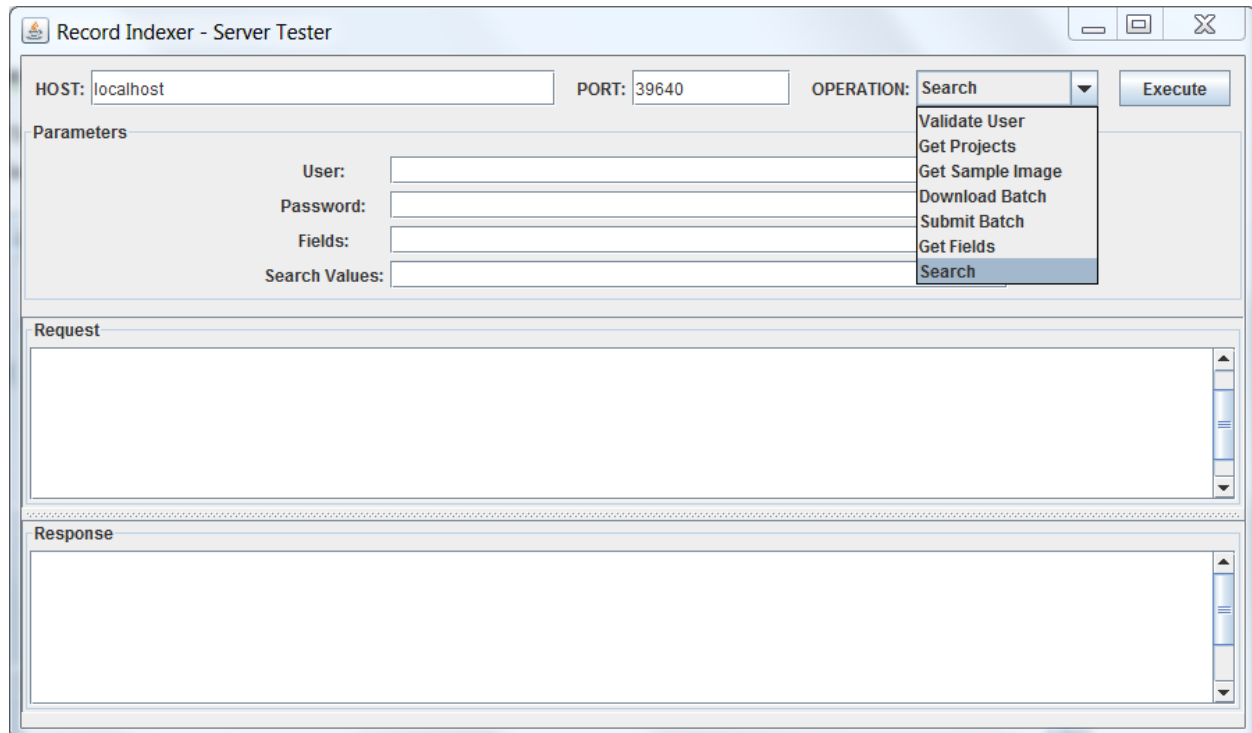 Record Indexer - Server Tester
HOST: localhost PORT: 39640 OPERATION: Search Execute
Validate User
Get Projects
Get Sample Image
Download Batch
Submit Batch
Get Fields
Search
Parameters
User:
Password:
Fields:
Search Values:
Request
Response